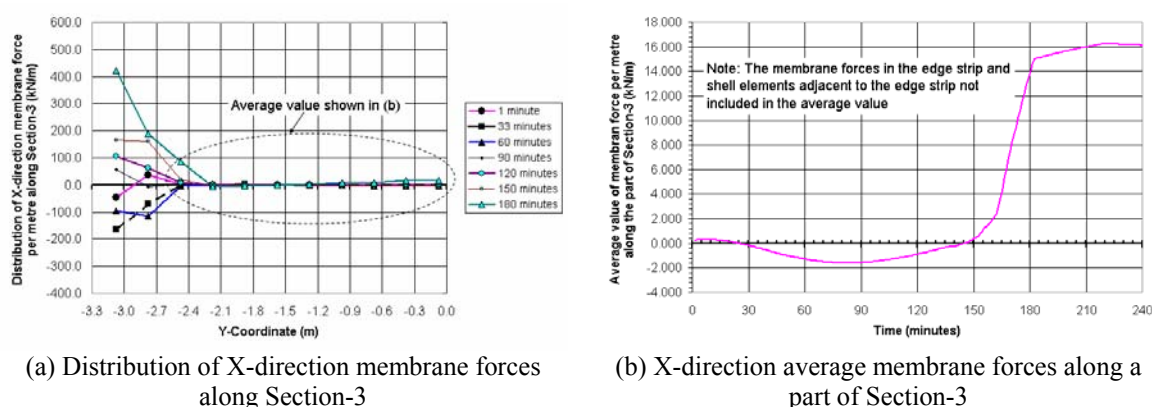 600.0
500.0
400.0
300.0
200.0
100.0
0.0
-100.0
-200.0
-300.0
-400.0
Distribution of X-direction membrane force
per metre along Section-3 (kN/m)
Average value shown in (b)
-3.3 -3.0 -2.7 -2.4 -2.1 -1.8 -1.5 -1.2 -0.9 -0.6 -0.3 0.0
Y-Coordinate (m)
1 minute
33 minutes
60 minutes
90 minutes
120 minutes
150 minutes
180 minutes
(a) Distribution of X-direction membrane forces
along Section-3
18.000
16.000
14.000
12.000
10.000
8.000
6.000
4.000
2.000
0.000
-2.000
-4.000
Average value of membran force per metre
along the part of Section-3 (kN/m)
Note: The membrane forces in the edge strip and
shell elements adjacent to the edge strip not
included in the average value
0 30 60 90 120 150 180 210 240
Time (minutes)
(b) X-direction average membrane forces along a
part of Section-3